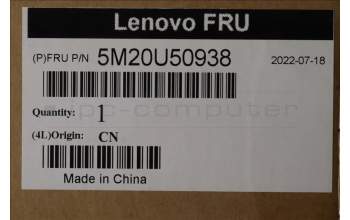 Lenovo FRU
(P)FRU P/N 5M20U50938 2022-07-18
Quantity: 1
(4L)Origin: CN
Made in China